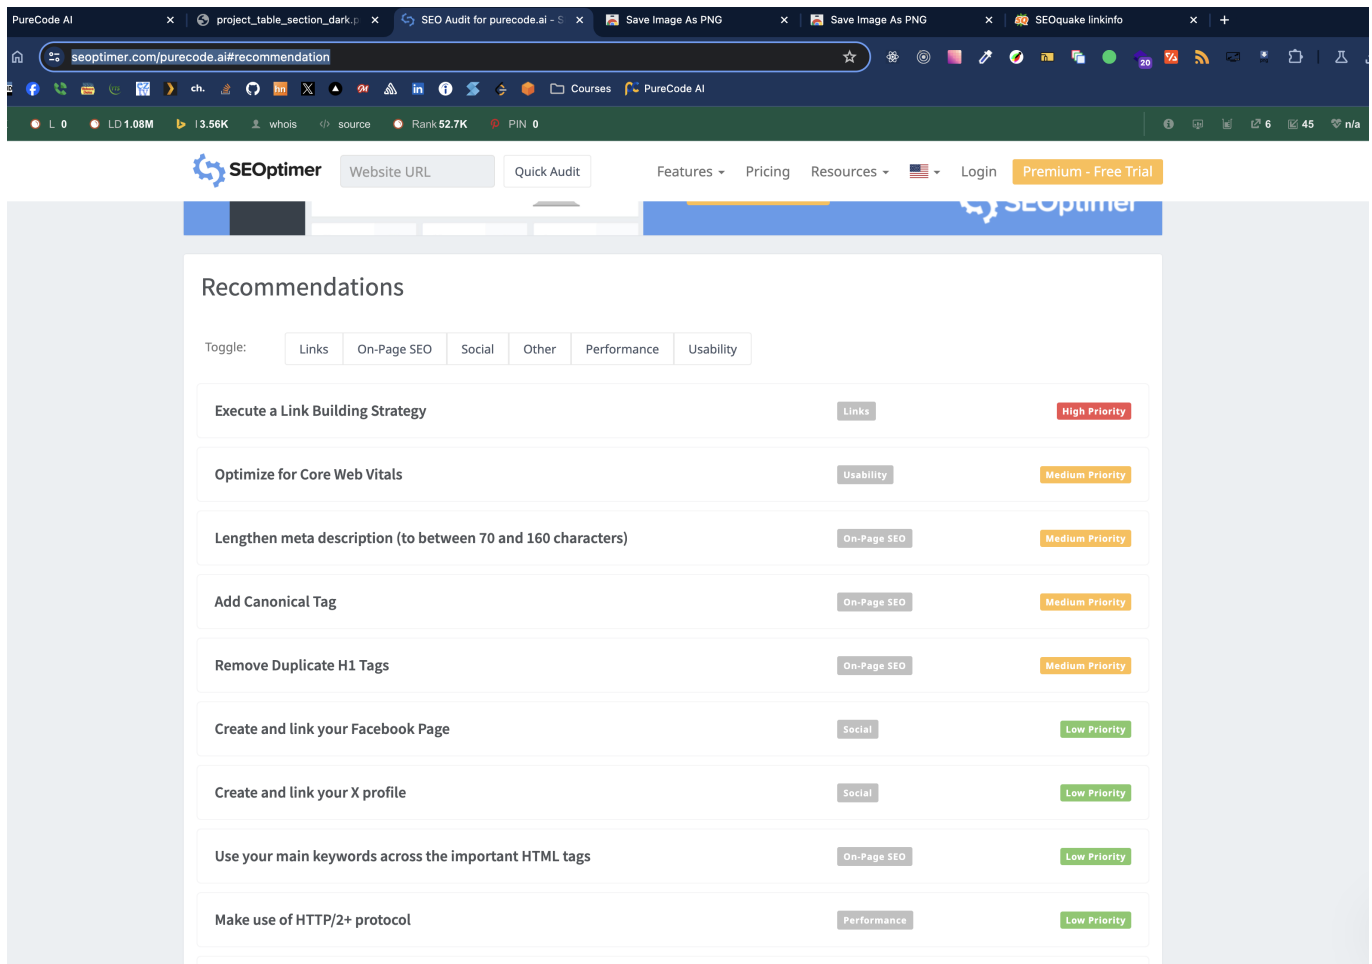 PureCode AI
project_table_section_dark.p
SEO Audit for purecode.ai - S
Save Image As PNG
Save Image As PNG
SEOquake linkinfo
seoptimer.com/purecode.ai#recommendation
20
ch.
hn
in
Courses
PureCode AI
L 0
LD 1.08M
I 3.56K
whois
source
Rank 52.7K
PIN 0
6
45
n/a
SEOptimer
Website URL
Quick Audit
Features
Pricing
Resources
Login
Premium - Free Trial
SEOptimer
Recommendations
Toggle:
Links
On-Page SEO
Social
Other
Performance
Usability
Execute a Link Building Strategy
Links
High Priority
Optimize for Core Web Vitals
Usability
Medium Priority
Lengthen meta description (to between 70 and 160 characters)
On-Page SEO
Medium Priority
Add Canonical Tag
On-Page SEO
Medium Priority
Remove Duplicate H1 Tags
On-Page SEO
Medium Priority
Create and link your Facebook Page
Social
Low Priority
Create and link your X profile
Social
Low Priority
Use your main keywords across the important HTML tags
On-Page SEO
Low Priority
Make use of HTTP/2+ protocol
Performance
Low Priority